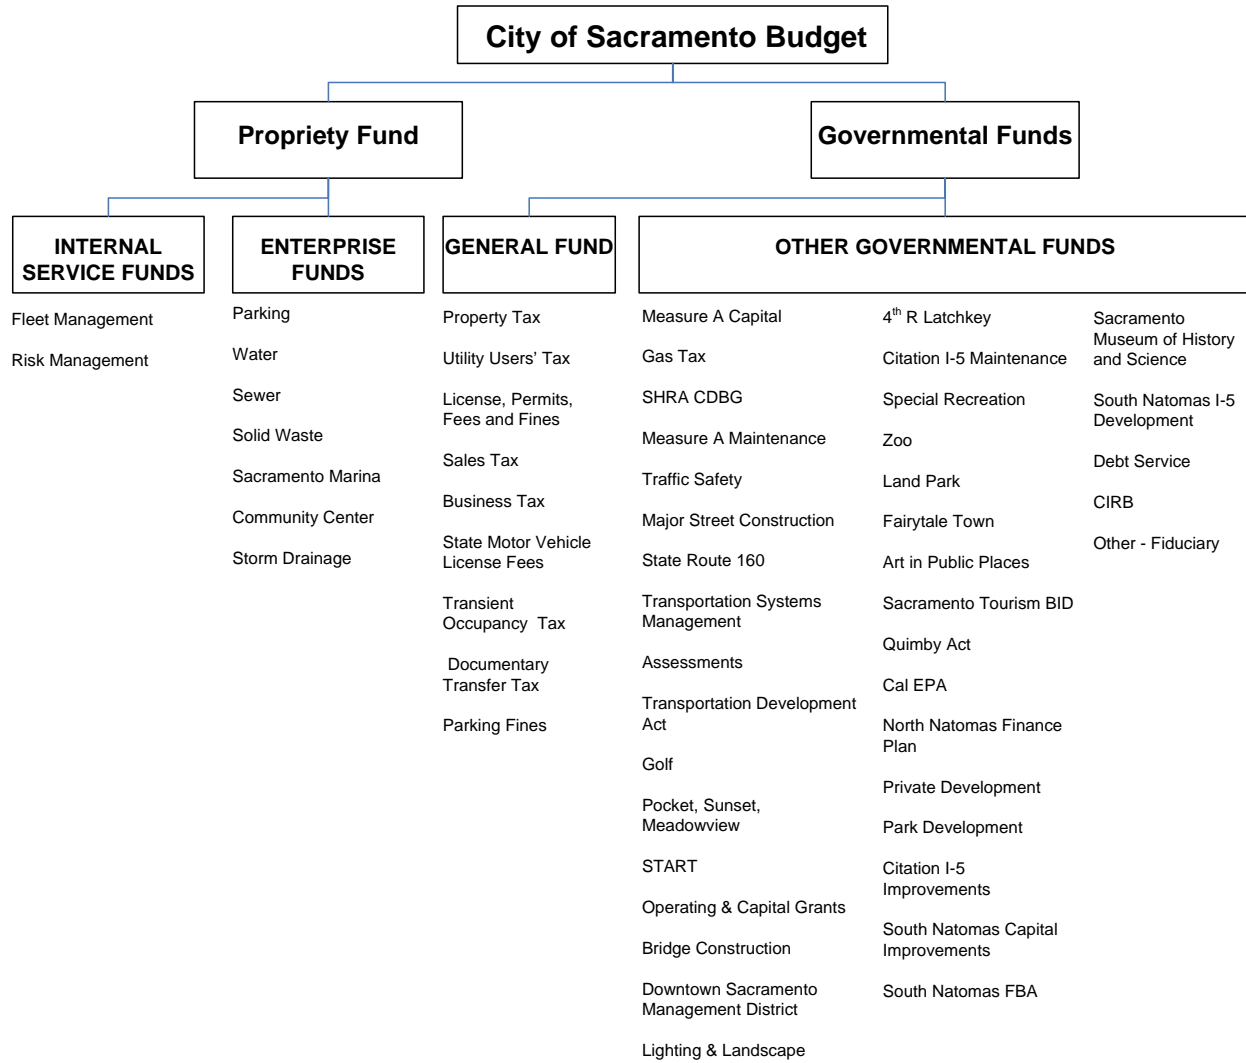 City of Sacramento Budget
Propriety Fund
Governmental Funds
INTERNAL
SERVICE FUNDS
ENTERPRISE
FUNDS
GENERAL FUND
OTHER GOVERNMENTAL FUNDS
Fleet Management
Risk Management
Parking
Water
Sewer
Solid Waste
Sacramento Marina
Community Center
Storm Drainage
Property Tax
Utility Users’ Tax
License, Permits,
Fees and Fines
Sales Tax
Business Tax
State Motor Vehicle
License Fees
Transient
Occupancy Tax
Documentary
Transfer Tax
Parking Fines
Measure A Capital
Gas Tax
SHRA CDBG
Measure A Maintenance
Traffic Safety
Major Street Construction
State Route 160
Transportation Systems
Management
Assessments
Transportation Development
Act
Golf
Pocket, Sunset,
Meadowview
START
Operating & Capital Grants
Bridge Construction
Downtown Sacramento
Management District
Lighting & Landscape
4th R Latchkey
Citation I-5 Maintenance
Special Recreation
Zoo
Land Park
Fairytale Town
Art in Public Places
Sacramento Tourism BID
Quimby Act
Cal EPA
North Natomas Finance
Plan
Private Development
Park Development
Citation I-5
Improvements
South Natomas Capital
Improvements
South Natomas FBA
Sacramento
Museum of History
and Science
South Natomas I-5
Development
Debt Service
CIRB
Other - Fiduciary